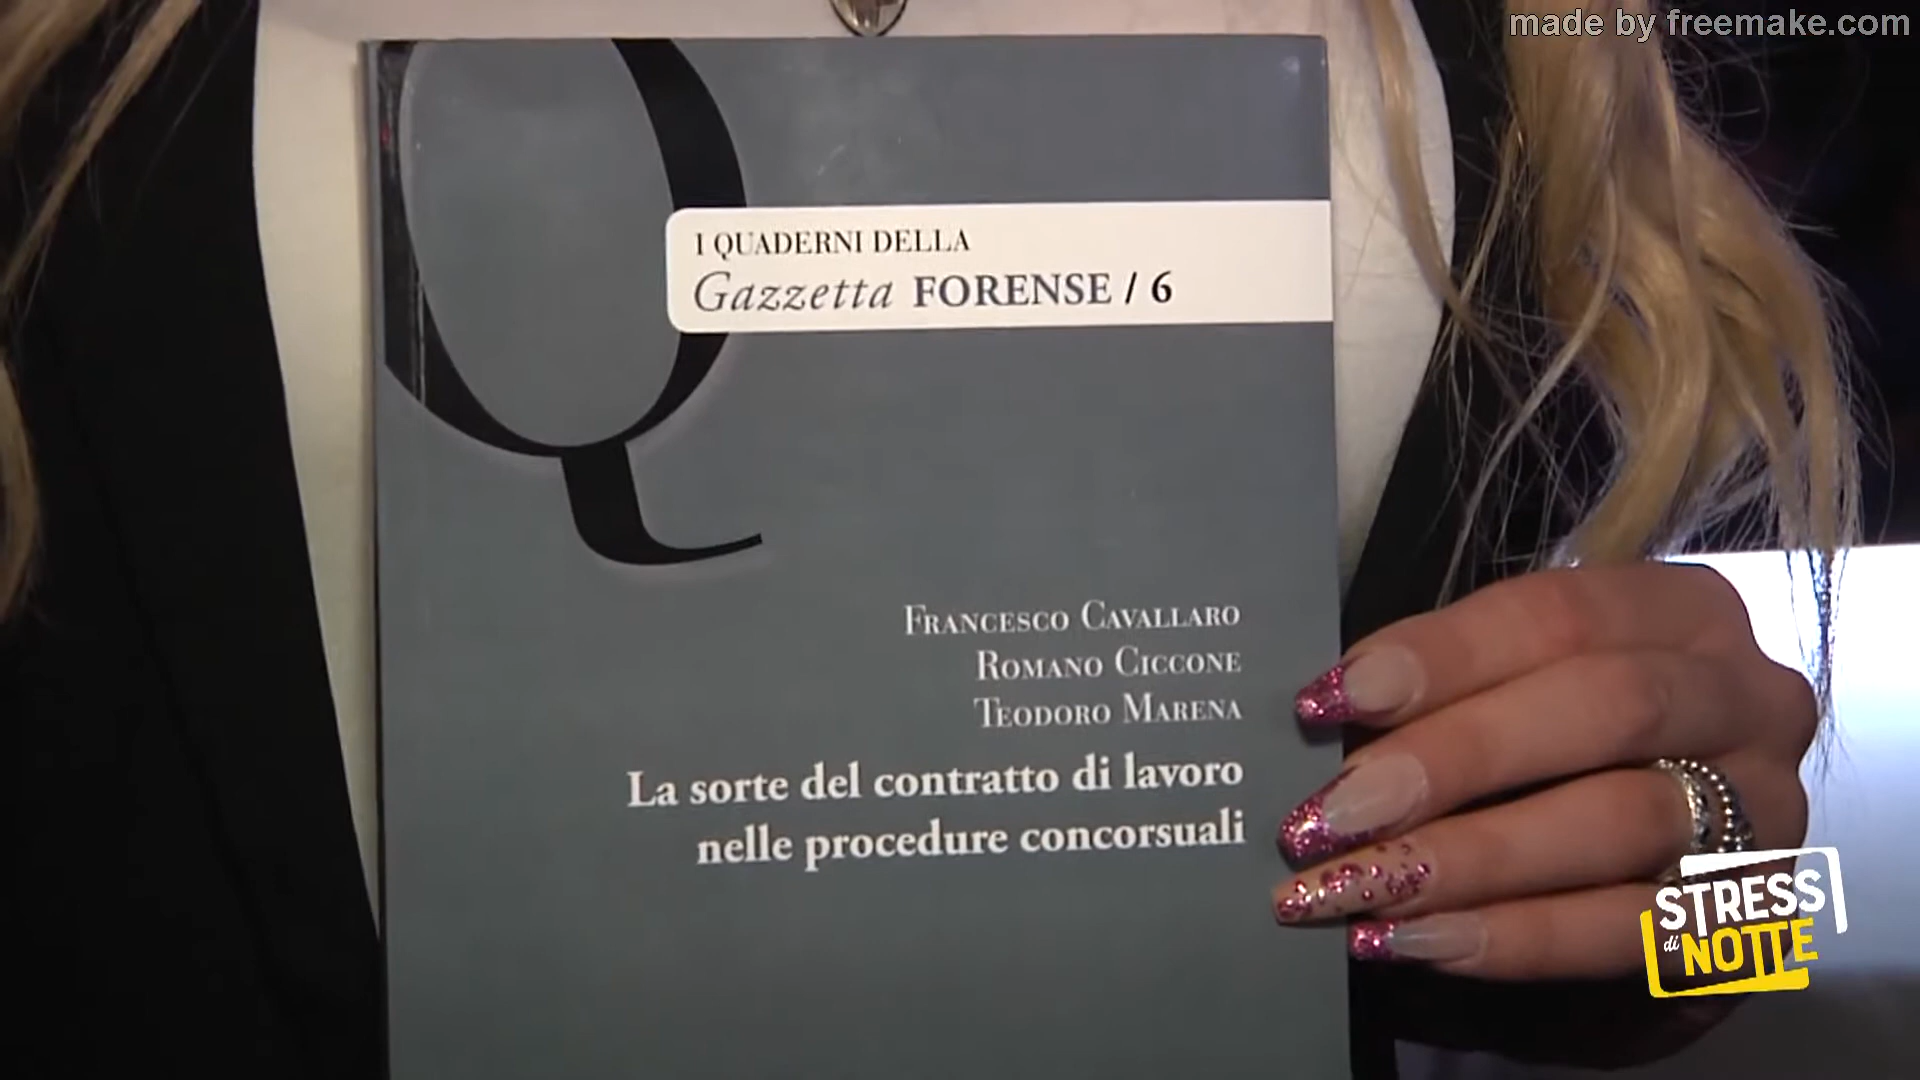 made by freemake.com
I QUADERNI DELLA
Gazzetta FORENSE / 6
FRANCESCO CAVALLARO
ROMANO CICCONE
TEODORO MARENA
La sorte del contratto di lavoro
nelle procedure concorsuali
STRESS
di NOTTE